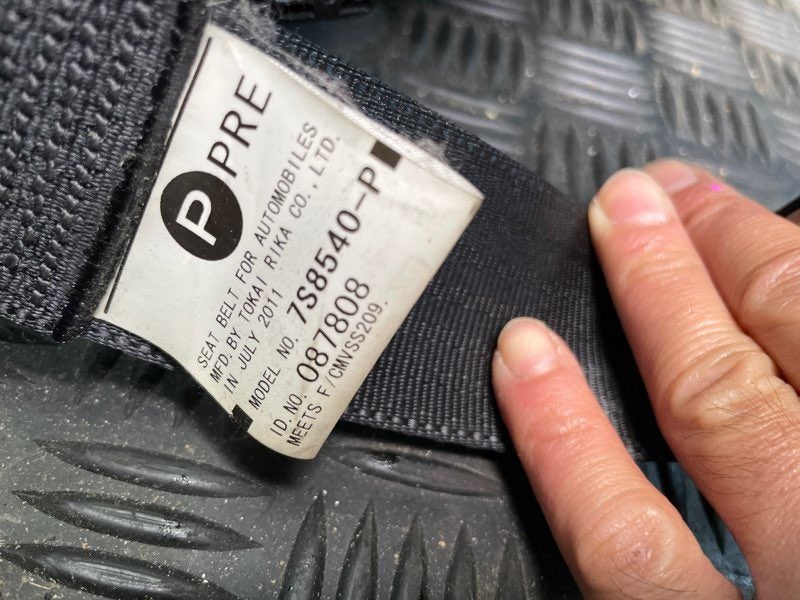 P PRE
SEAT BELT FOR AUTOMOBILES
MFD. BY TOKAI RIKA CO., LTD.
IN JULY 2011
MODEL NO. 7S8540-P
ID. NO. 087808
MEETS F/CMVSS209.